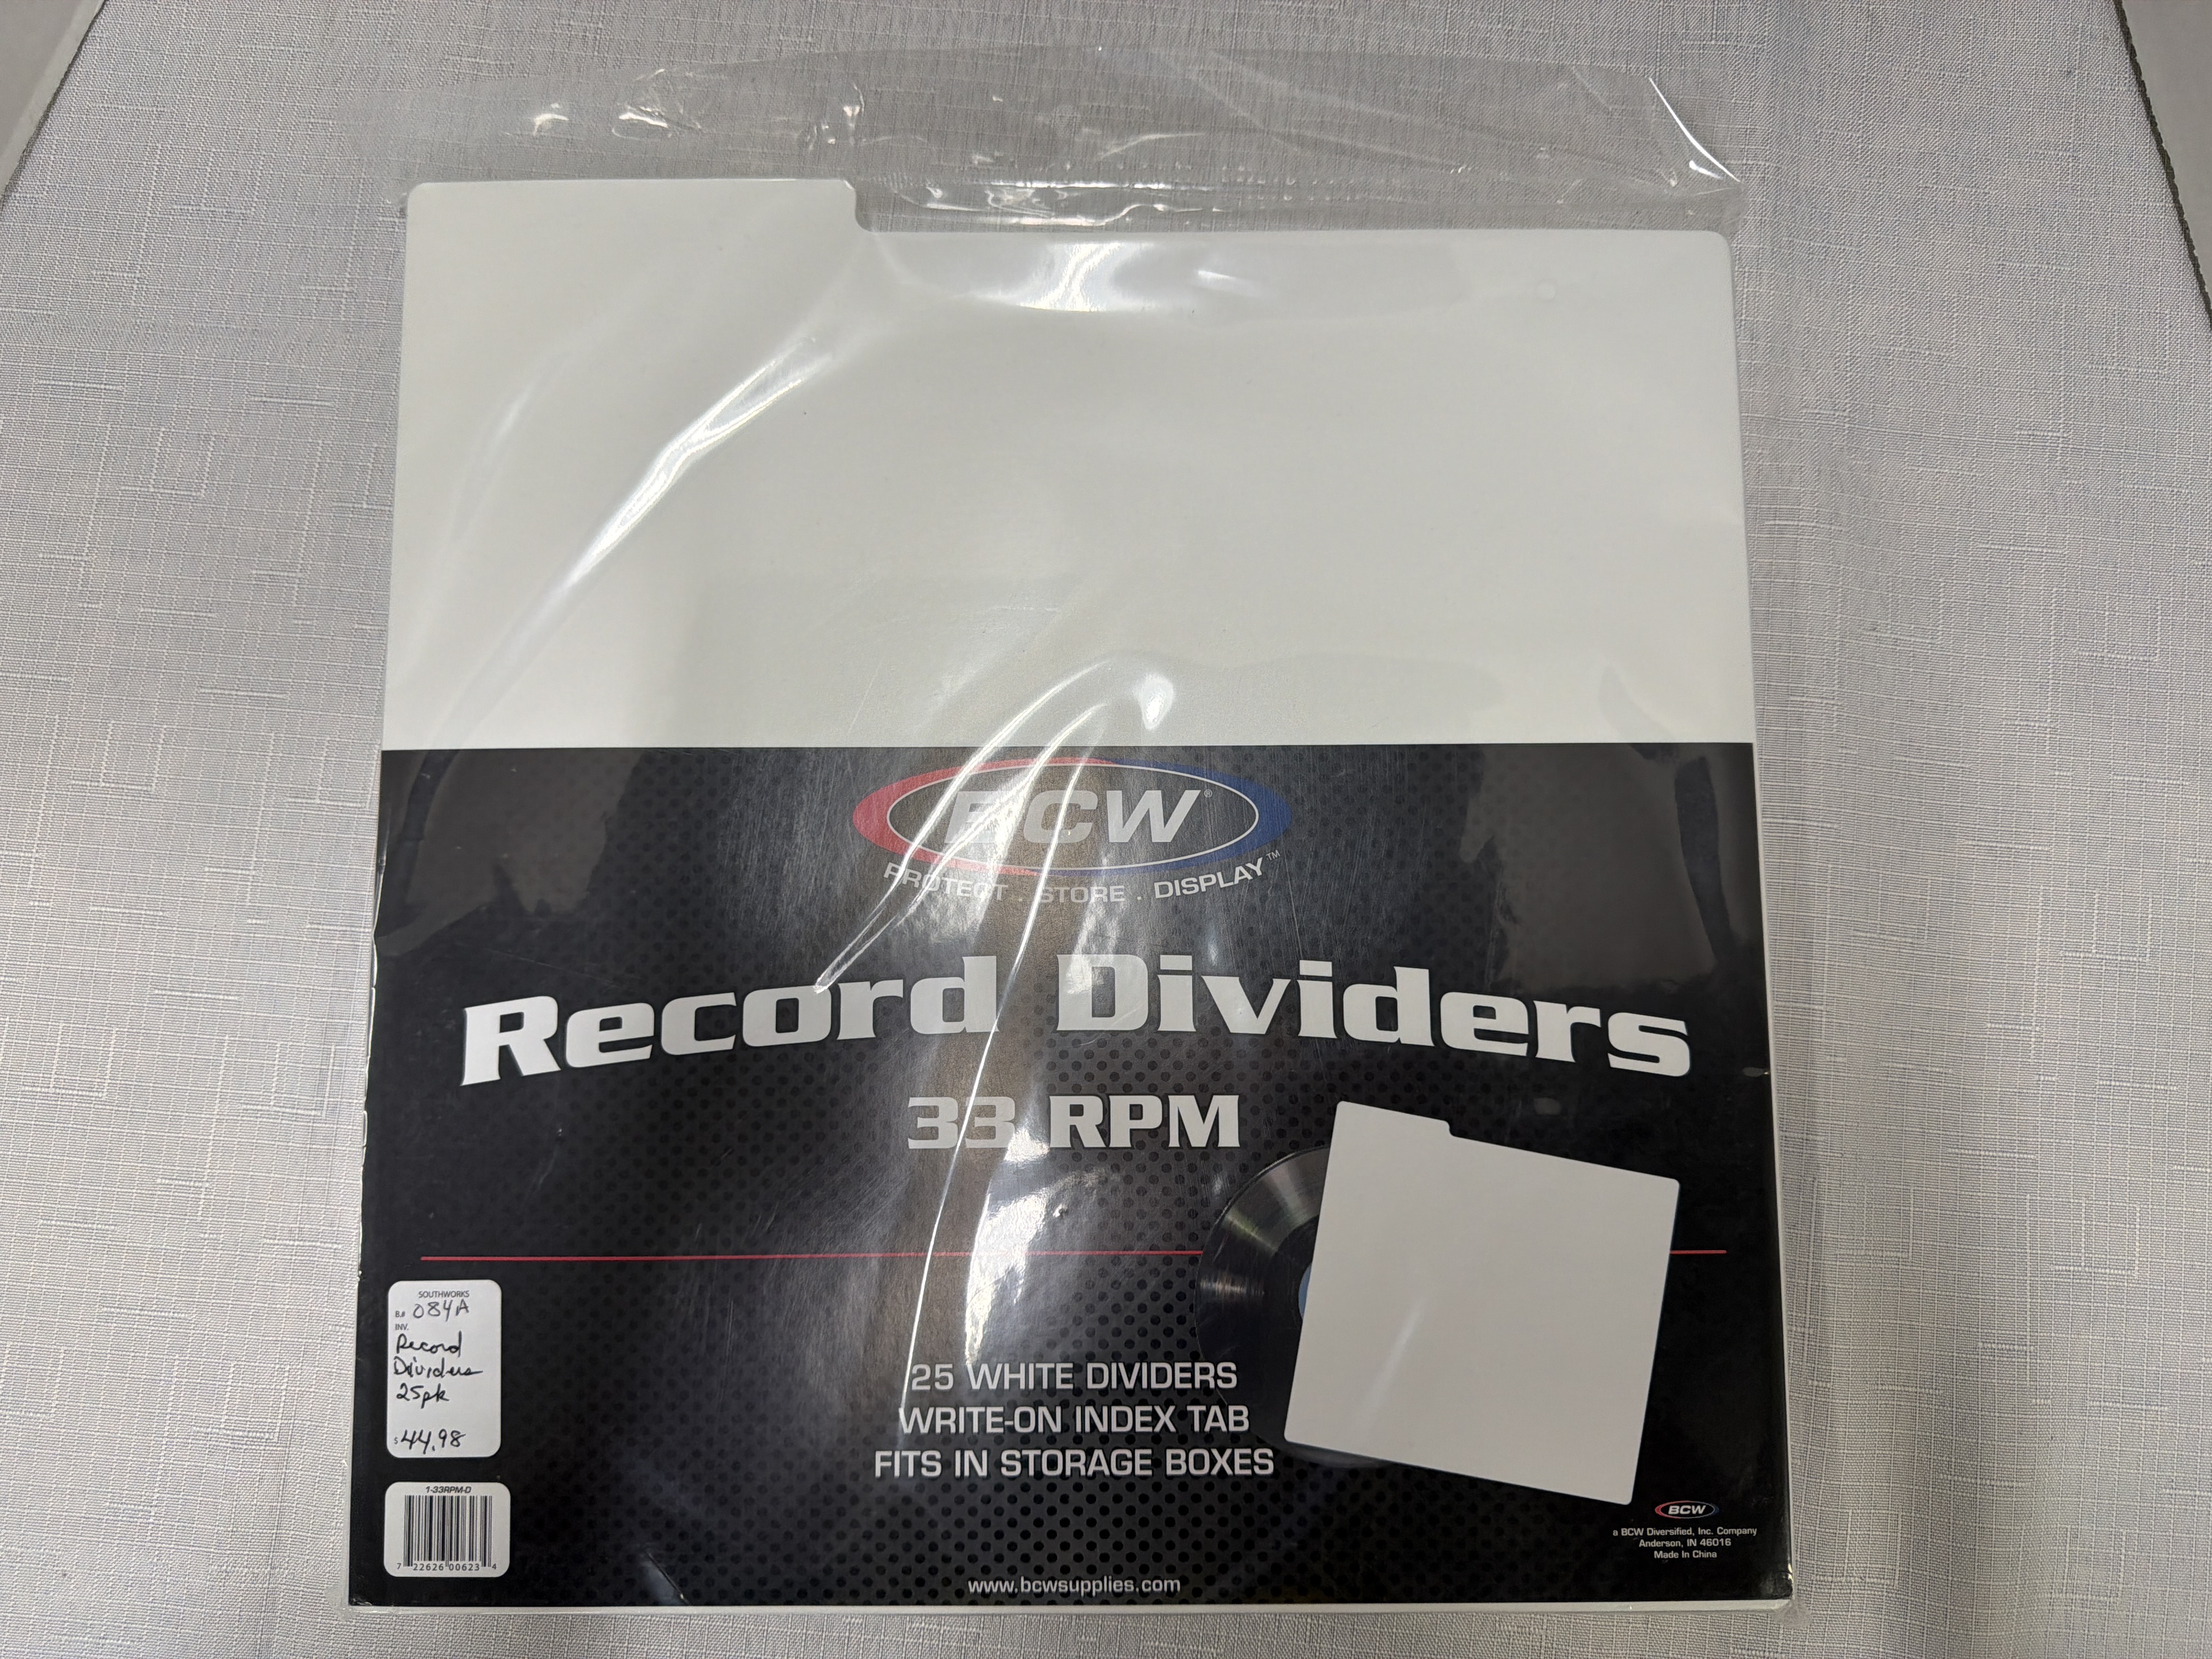 BCW®
PROTECT . STORE . DISPLAY™
Record Dividers
33 RPM
SOUTHWORKS
B# 084A
INV.
Record
Dividers
25pk
$44.98
25 WHITE DIVIDERS
WRITE-ON INDEX TAB
FITS IN STORAGE BOXES
1-33RPM-D
7 22626 00623 4
BCW
a BCW Diversified, Inc. Company
Anderson, IN 46016
Made In China
www.bcwsupplies.com